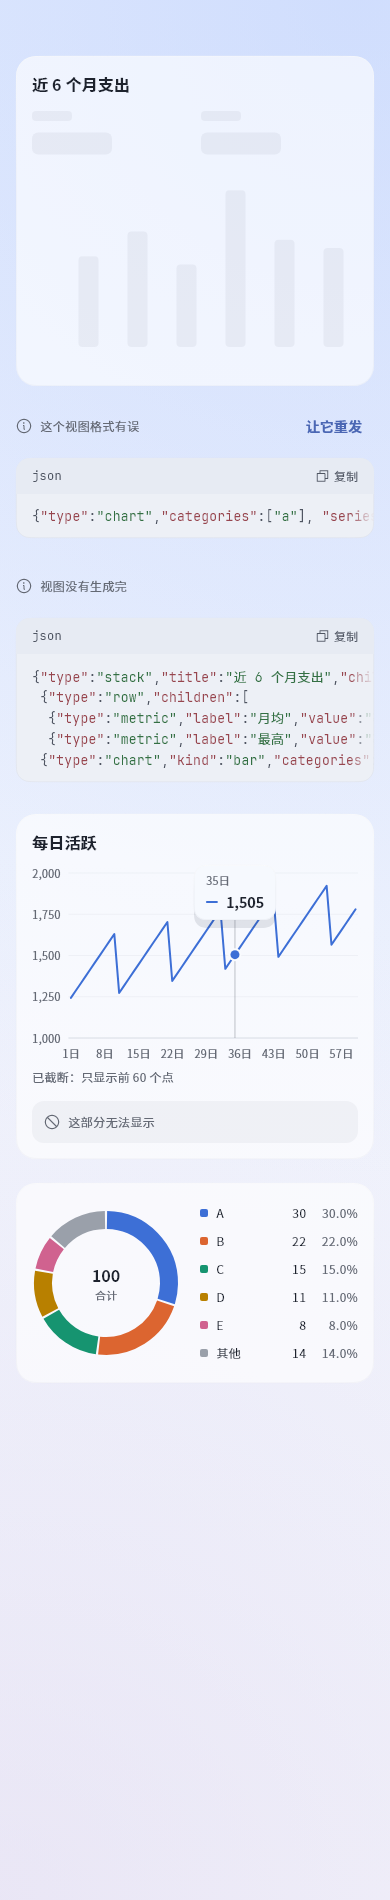 近 6 个月支出
这个视图格式有误 让它重发
json 复制
{"type":"chart","categories":["a"], "serie
视图没有生成完
json 复制
{"type":"stack","title":"近 6 个月支出","chi
{"type":"row","children":[
{"type":"metric","label":"月均","value":"
{"type":"metric","label":"最高","value":"
{"type":"chart","kind":"bar","categories"
每日活跃
2,000
1,750
1,500
1,250
1,000
35日
1,505
1日 8日 15日 22日 29日 36日 43日 50日 57日
已截断：只显示前 60 个点
这部分无法显示
100
合计
A 30 30.0%
B 22 22.0%
C 15 15.0%
D 11 11.0%
E 8 8.0%
其他 14 14.0%